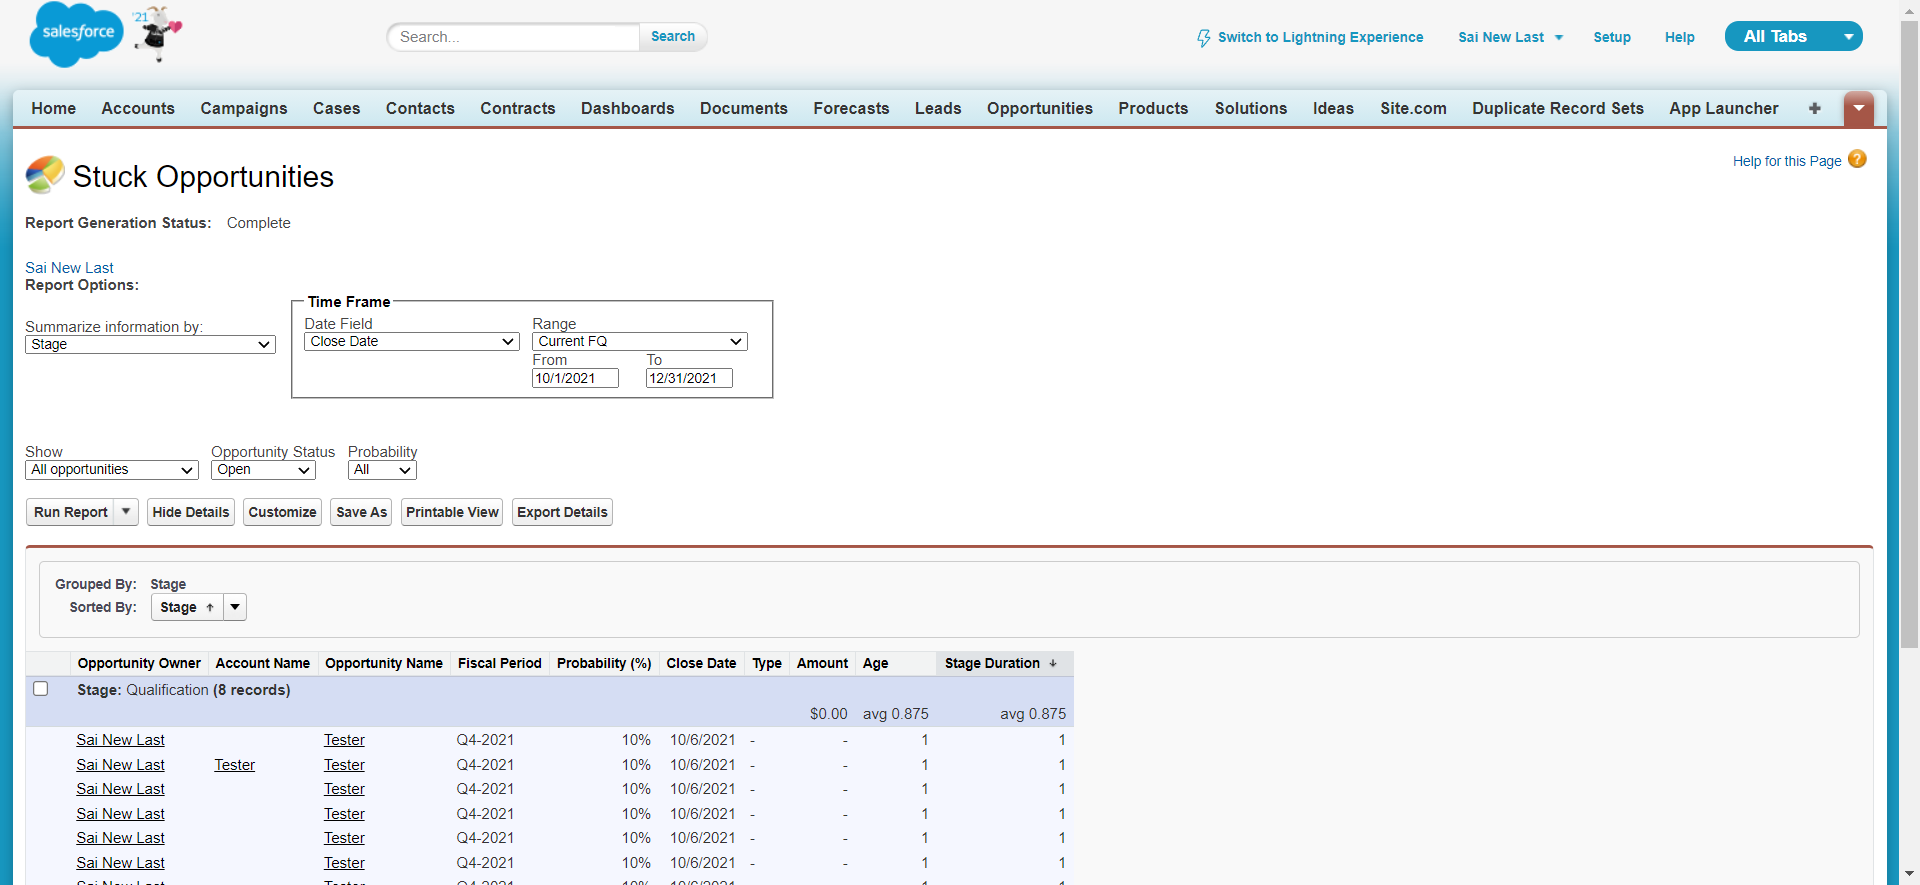 salesforce
'21
Search...
Search
Switch to Lightning Experience
Sai New Last
Setup
Help
All Tabs
Home Accounts Campaigns Cases Contacts Contracts Dashboards Documents Forecasts Leads Opportunities Products Solutions Ideas Site.com Duplicate Record Sets App Launcher +
Stuck Opportunities
Help for this Page ?
Report Generation Status: Complete
Sai New Last
Report Options:
Summarize information by:
Stage
Time Frame
Date Field Range
Close Date Current FQ
From To
10/1/2021 12/31/2021
Show Opportunity Status Probability
All opportunities Open All
Run Report Hide Details Customize Save As Printable View Export Details
Grouped By: Stage
Sorted By: Stage ↑
Opportunity Owner Account Name Opportunity Name Fiscal Period Probability (%) Close Date Type Amount Age Stage Duration ↓
Stage: Qualification (8 records)
$0.00 avg 0.875 avg 0.875
Sai New Last Tester Q4-2021 10% 10/6/2021 - - 1 1
Sai New Last Tester Tester Q4-2021 10% 10/6/2021 - - 1 1
Sai New Last Tester Q4-2021 10% 10/6/2021 - - 1 1
Sai New Last Tester Q4-2021 10% 10/6/2021 - - 1 1
Sai New Last Tester Q4-2021 10% 10/6/2021 - - 1 1
Sai New Last Tester Q4-2021 10% 10/6/2021 - - 1 1